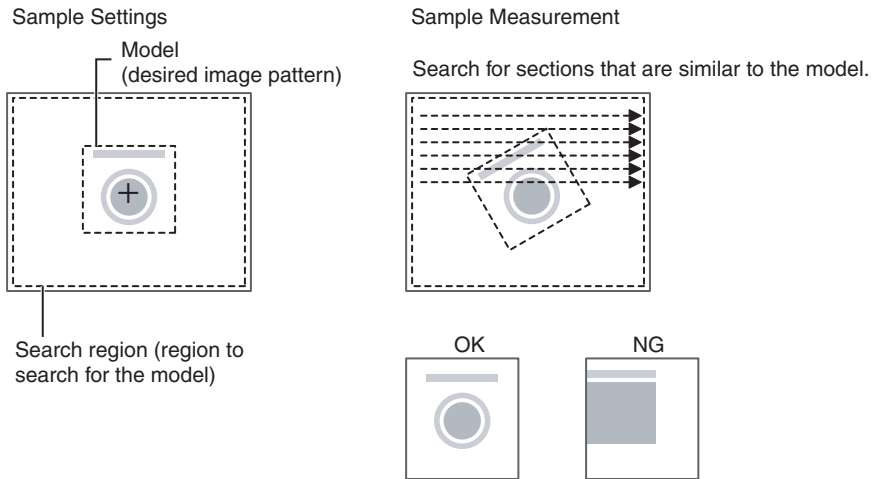 Sample Settings
Model
(desired image pattern)
Search region (region to
search for the model)
Sample Measurement
Search for sections that are similar to the model.
OK
NG